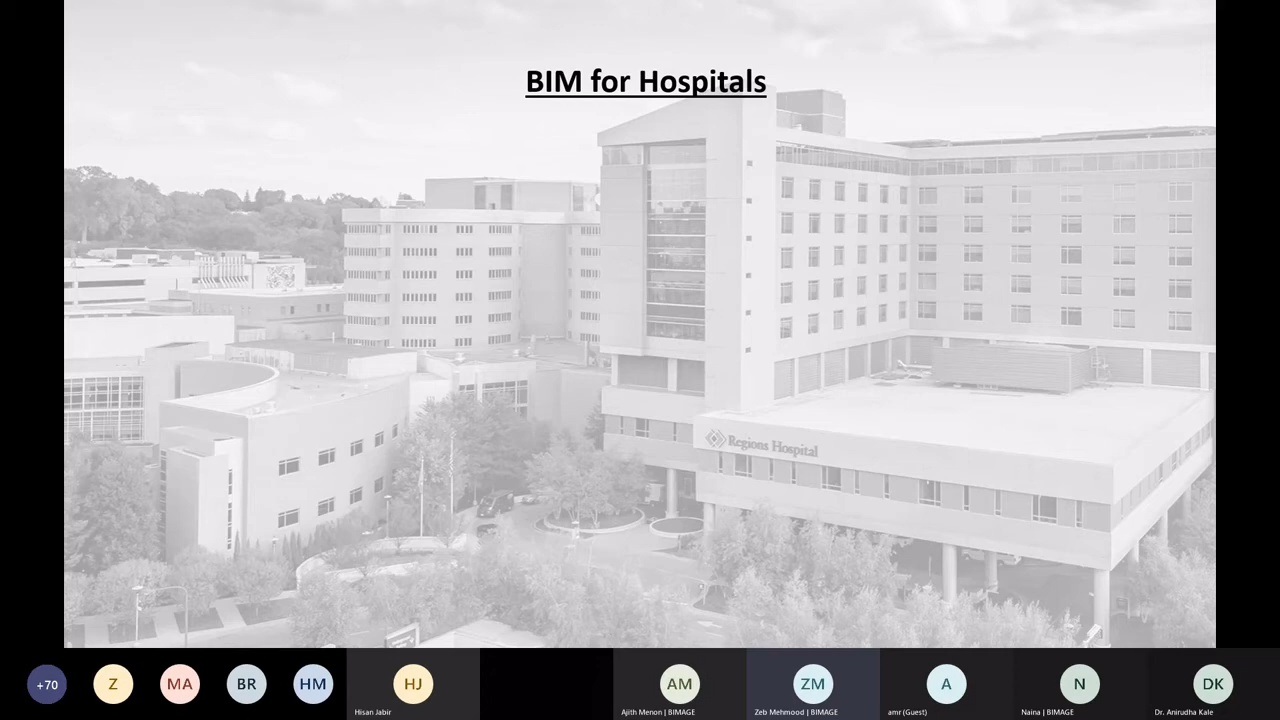 BIM for Hospitals
Regions Hospital
+70
Z
MA
BR
HM
HJ
AM
ZM
A
N
DK
Hisan Jabir
Ajith Menon | BIMAGE
Zeb Mehmood | BIMAGE
amr (Guest)
Naina | BIMAGE
Dr. Anirudha Kale